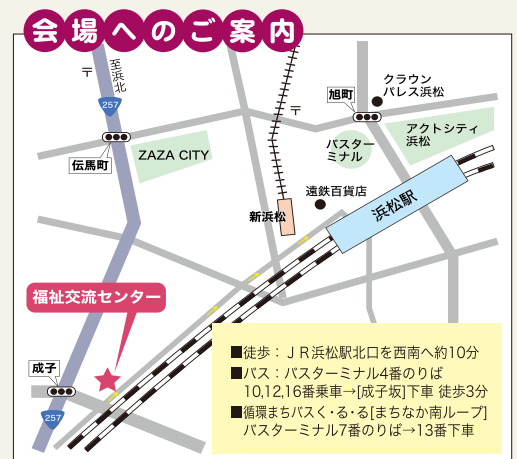 会場へのご案内
至浜北
〒
257
伝馬町
ZAZA CITY
〒
旭町
クラウン
パレス浜松
アクトシティ
浜松
バスター
ミナル
遠鉄百貨店
新浜松
浜松駅
福祉交流センター
成子
257
■徒歩：ＪＲ浜松駅北口を西南へ約10分
■バス：バスターミナル4番のりば
10,12,16番乗車→[成子坂]下車 徒歩3分
■循環まちバスく・る・る[まちなか南ループ]
バスターミナル7番のりば→13番下車